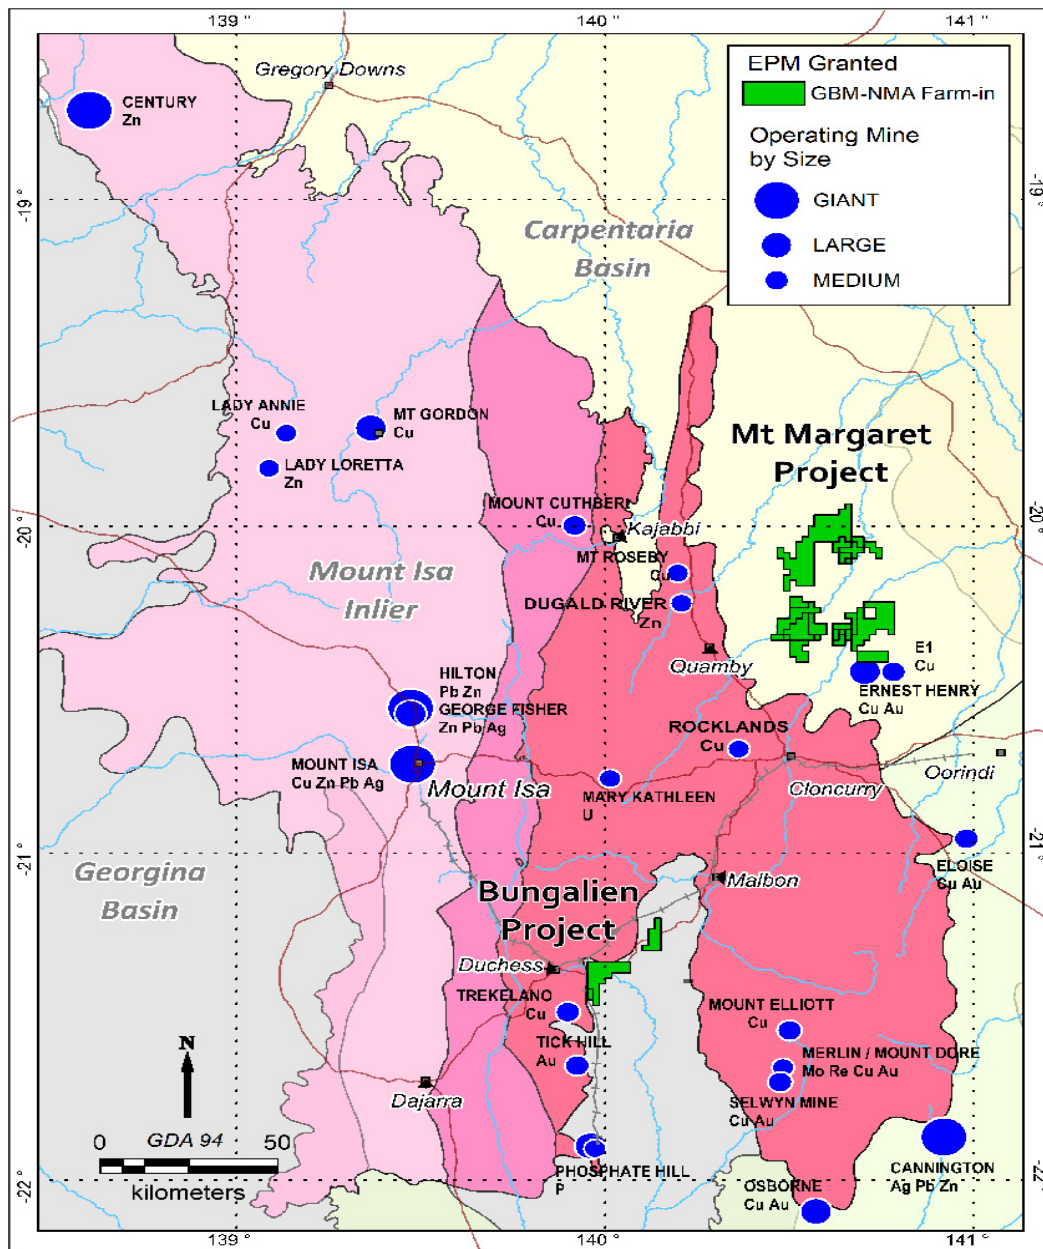 139 °
140 °
141 °
Gregory Downs
CENTURY
Zn
EPM Granted
GBM-NMA Farm-in
Operating Mine
by Size
GIANT
LARGE
MEDIUM
-19 °
-19 °
Carpentaria
Basin
LADY ANNIE
Cu
MT GORDON
Cu
LADY LORETTA
Zn
Mt Margaret
Project
MOUNT CUTHBERT
Cu
-20 °
-20 °
Kajabbi
MT ROSEBY
Cu
Mount Isa
Inlier
DUGALD RIVER
Zn
Quamby
E1
Cu
HILTON
Pb Zn
ERNEST HENRY
Cu Au
GEORGE FISHER
Zn Pb Ag
ROCKLANDS
Cu
MOUNT ISA
Cu Zn Pb Ag
Mount Isa
MARY KATHLEEN
U
Cloncurry
Oorindi
-21 °
-21 °
Georgina
Basin
ELOISE
Cu Au
Malbon
Bungalien
Project
Duchess
TREKELANO
Cu
MOUNT ELLIOTT
Cu
TICK HILL
Au
MERLIN / MOUNT DORE
Mo Re Cu Au
SELWYN MINE
Cu Au
Dajarra
N
GDA 94
0
50
kilometers
PHOSPHATE HILL
P
CANNINGTON
Ag Pb Zn
OSBORNE
Cu Au
-22 °
-22 °
139 °
140 °
141 °